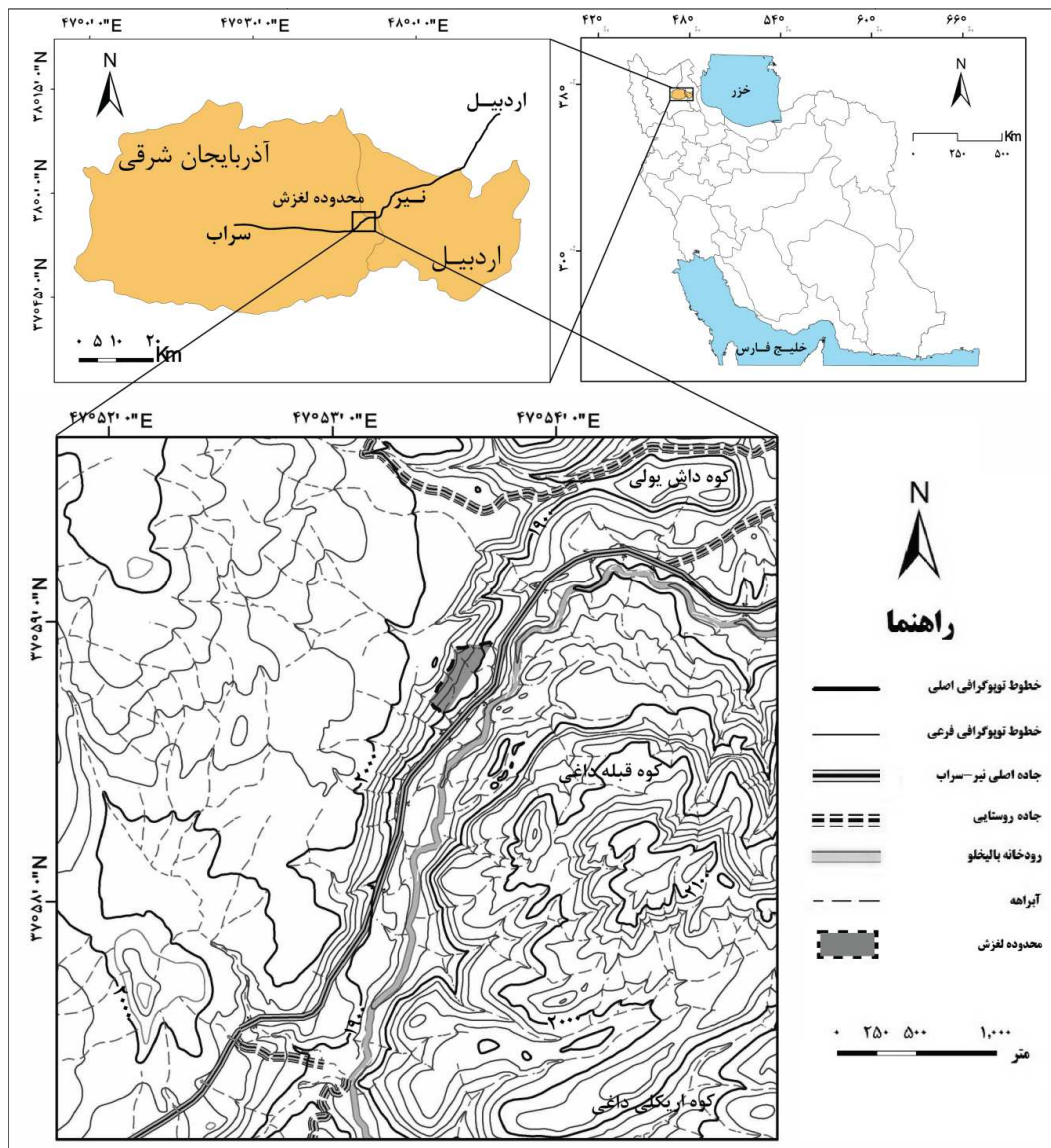 ۴۷°۰'۰"E
۴۷°۳۰'۰"E
۴۸°۰'۰"E
۳۸°۱۵'۰"N
۳۸°۰'۰"N
۳۷°۴۵'۰"N
N
اردبیل
آذربایجان شرقی
نیر
محدوده لغزش
سراب
اردبیل
۰ ۵ ۱۰ ۲۰
Km
۴۲° ۴۸° ۵۴° ۶۰° ۶۶°
۳۸°
۳۰°
N
خزر
Km
۰ ۲۵۰ ۵۰۰
خلیج فارس
۴۷°۵۲'۰"E
۴۷°۵۳'۰"E
۴۷°۵۴'۰"E
۳۷°۵۹'۰"N
۳۷°۵۸'۰"N
کوه داش یولی
۱۹۰۰
۲۰۰۰
کوه قبله داغی
۲۱۰۰
۲۰۰۰
۱۹۰۰
۲۰۰۰
کوه اریکلی داغی
N
راهنما
خطوط توپوگرافی اصلی
خطوط توپوگرافی فرعی
جاده اصلی نیر-سراب
جاده روستایی
رودخانه بالیخلو
آبراهه
محدوده لغزش
۰ ۲۵۰ ۵۰۰ ۱,۰۰۰
متر